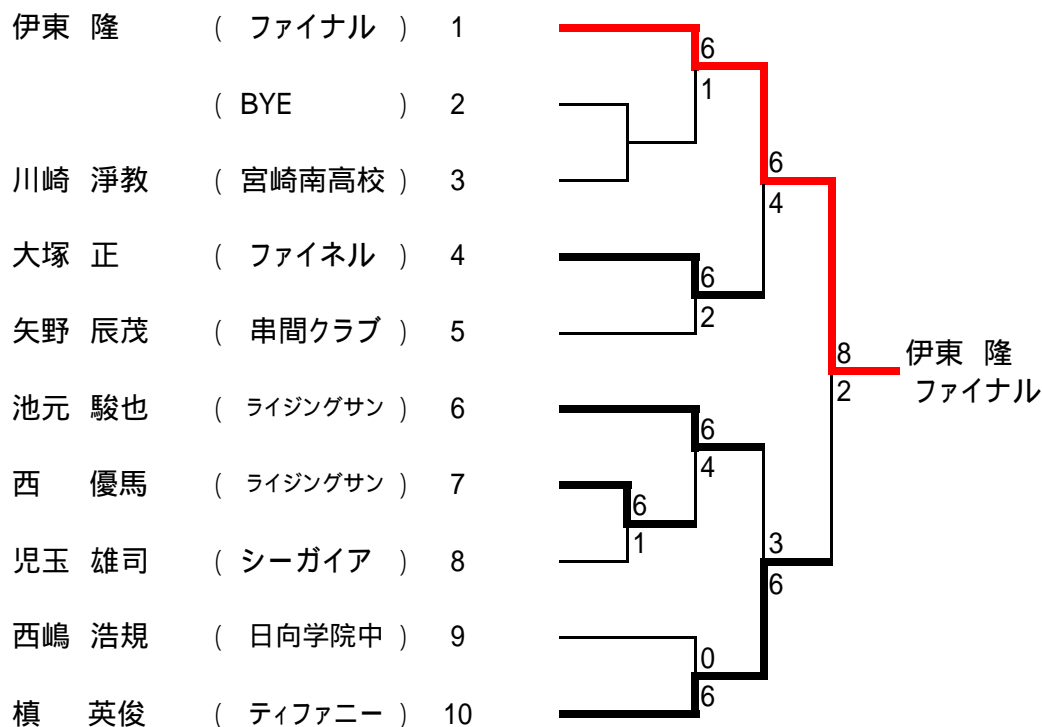 伊東 隆 ( ファイナル ) 1
6
( BYE ) 2
1
川崎 淨教 ( 宮崎南高校 ) 3
6
4
大塚 正 ( ファイネル ) 4
6
2
矢野 辰茂 ( 串間クラブ ) 5
8 伊東 隆
2 ファイナル
池元 駿也 ( ライジングサン ) 6
6
4
西 優馬 ( ライジングサン ) 7
6
1
3
児玉 雄司 ( シーガイア ) 8
6
西嶋 浩規 ( 日向学院中 ) 9
0
6
槙 英俊 ( ティファニー ) 10